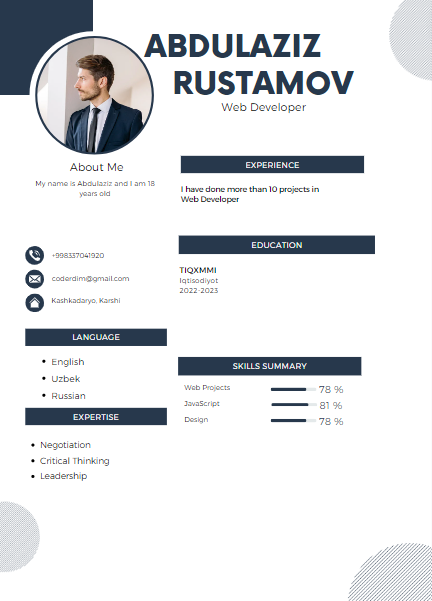 ABDULAZIZ
RUSTAMOV
Web Developer
About Me
My name is Abdulaziz and I am 18
years old
+998337041920
coderdim@gmail.com
Kashkadaryo, Karshi
LANGUAGE
English
Uzbek
Russian
EXPERTISE
Negotiation
Critical Thinking
Leadership
EXPERIENCE
I have done more than 10 projects in
Web Developer
EDUCATION
TIQXMMI
Iqtisodiyot
2022-2023
SKILLS SUMMARY
Web Projects 78 %
JavaScript 81 %
Design 78 %